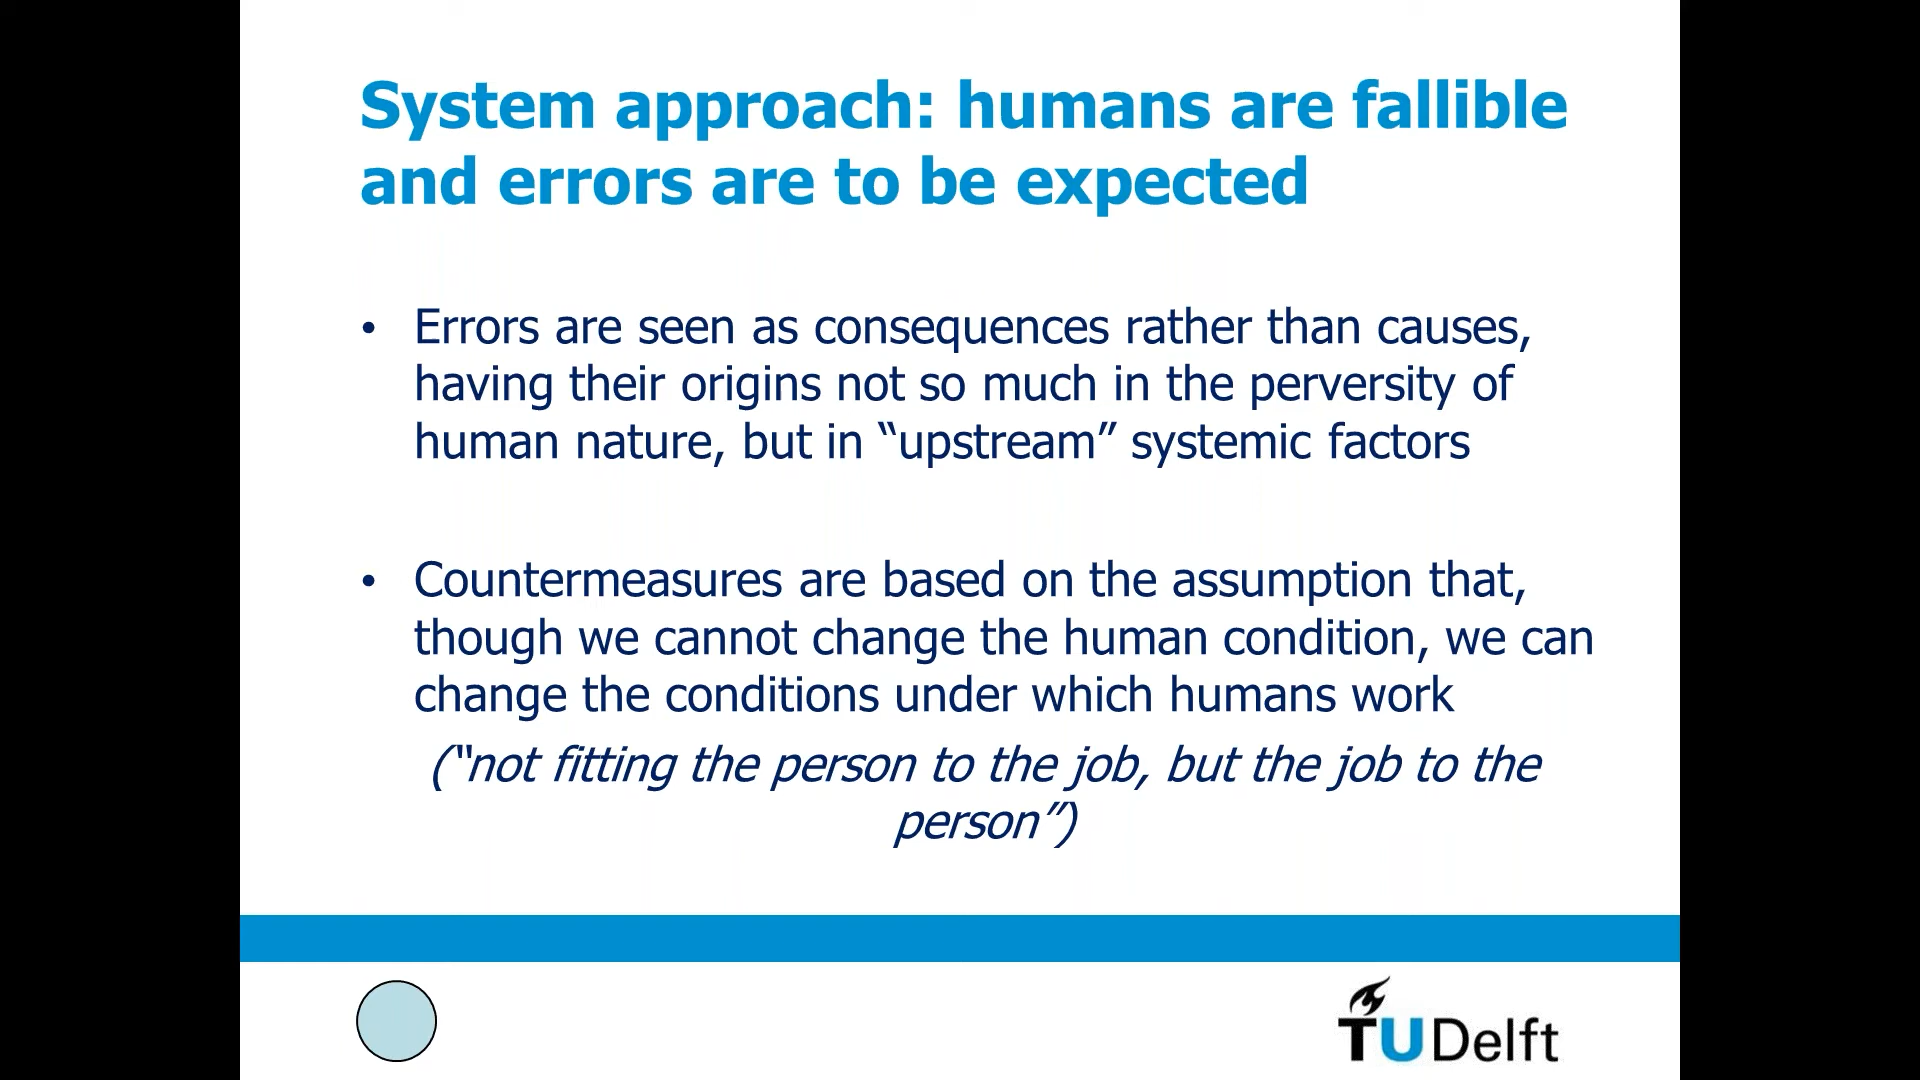 System approach: humans are fallible
and errors are to be expected
• Errors are seen as consequences rather than causes,
having their origins not so much in the perversity of
human nature, but in “upstream” systemic factors
• Countermeasures are based on the assumption that,
though we cannot change the human condition, we can
change the conditions under which humans work
(“not fitting the person to the job, but the job to the
person”)
TU Delft